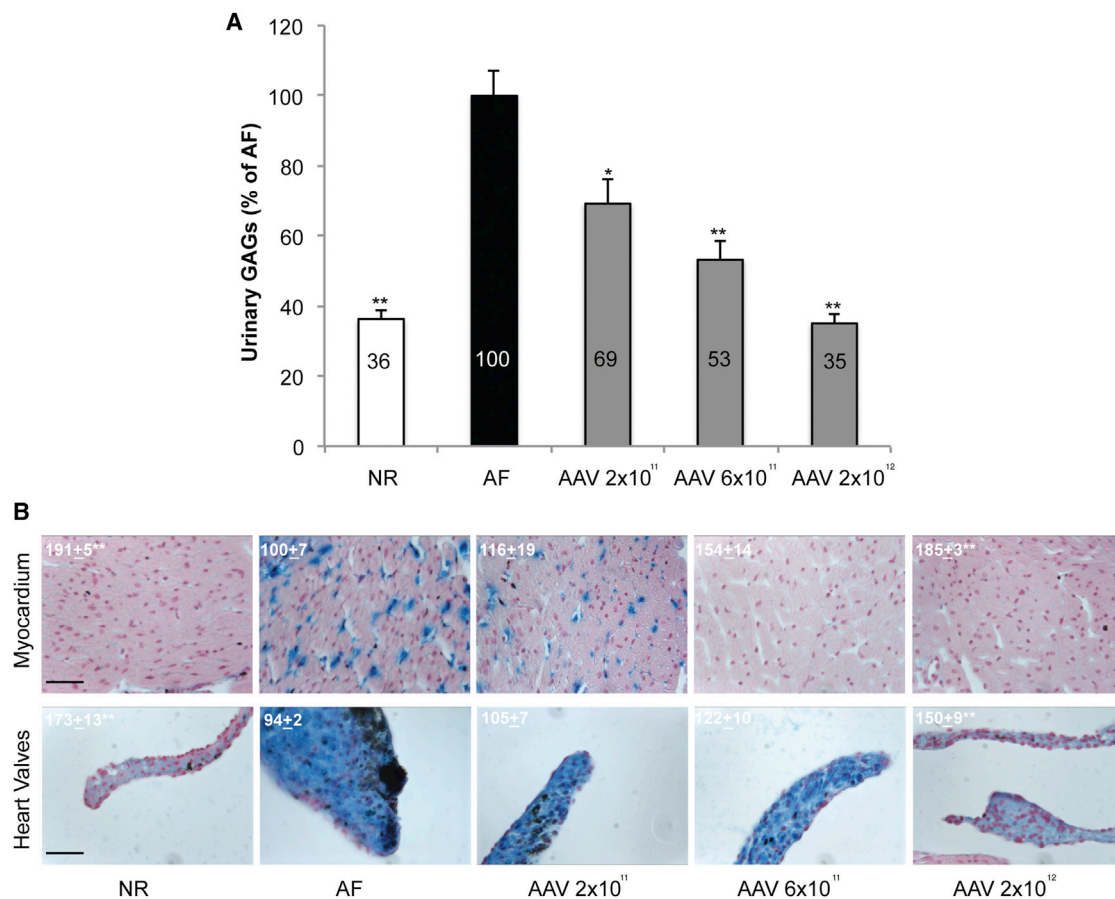 A
Urinary GAGs (% of AF)
120
100
80
60
40
20
0
**
*
**
**
36
100
69
53
35
NR AF AAV 2x10¹¹ AAV 6x10¹¹ AAV 2x10¹²
B
Myocardium
191±5** 100±7 116±19 154±14 185±3**
Heart Valves
173±13** 94±2 105±7 122±10 150±9**
NR AF AAV 2x10¹¹ AAV 6x10¹¹ AAV 2x10¹²